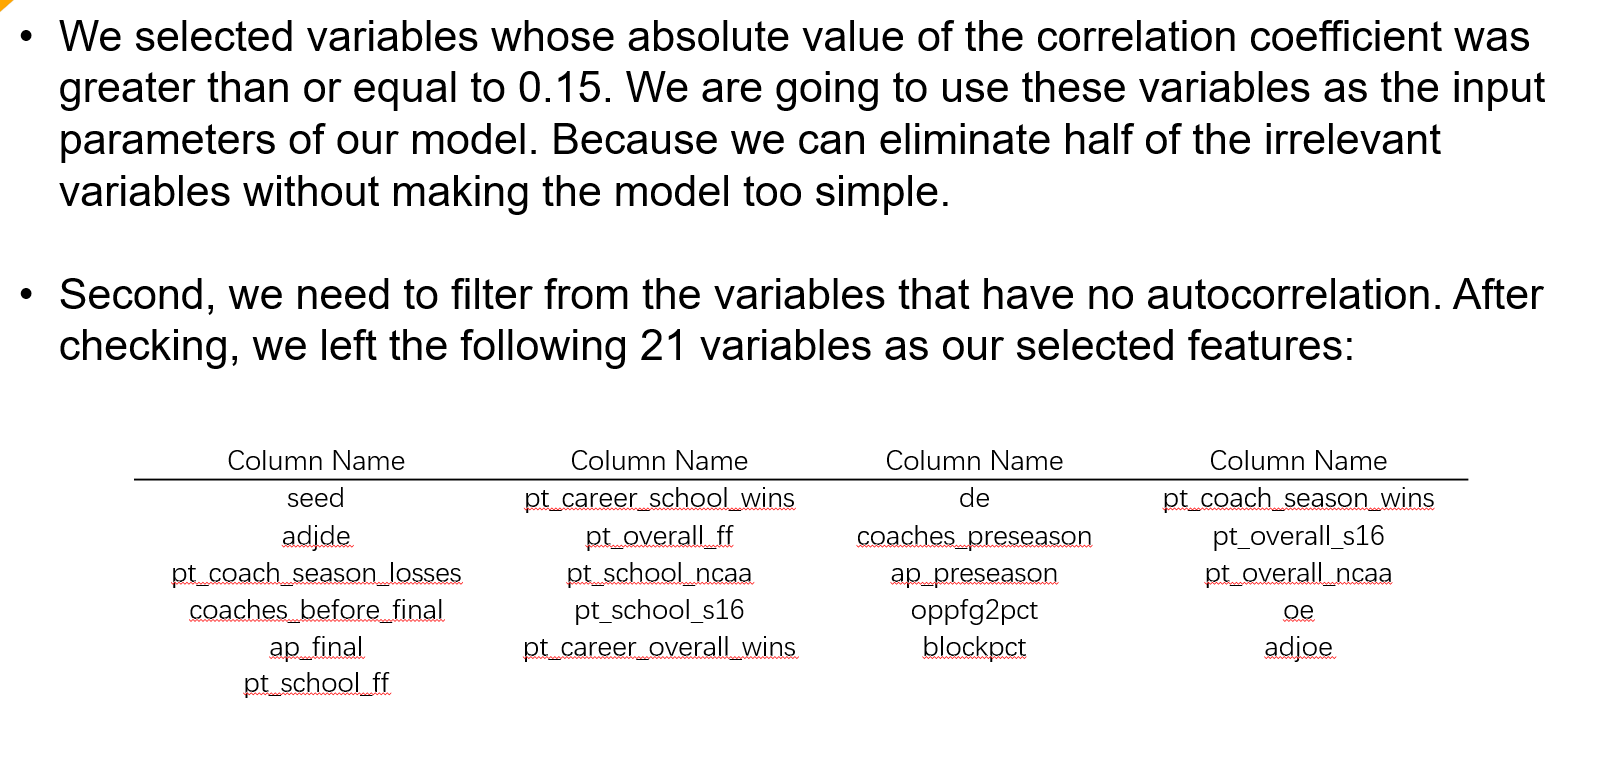 • We selected variables whose absolute value of the correlation coefficient was
greater than or equal to 0.15. We are going to use these variables as the input
parameters of our model. Because we can eliminate half of the irrelevant
variables without making the model too simple.
• Second, we need to filter from the variables that have no autocorrelation. After
checking, we left the following 21 variables as our selected features:
Column Name Column Name Column Name Column Name
seed pt_career_school_wins de pt_coach_season_wins
adjde pt_overall_ff coaches_preseason pt_overall_s16
pt_coach_season_losses pt_school_ncaa ap_preseason pt_overall_ncaa
coaches_before_final pt_school_s16 oppfg2pct oe
ap_final pt_career_overall_wins blockpct adjoe
pt_school_ff